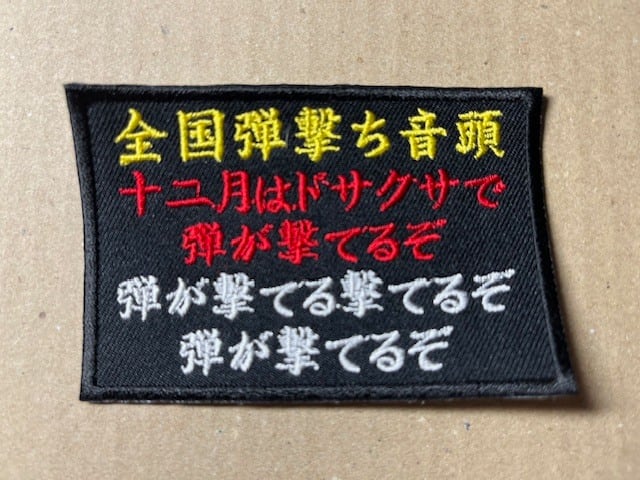 全国弾撃ち音頭
十二月はドサグサで
弾が撃てるぞ
弾が撃てる撃てるぞ
弾が撃てるぞ